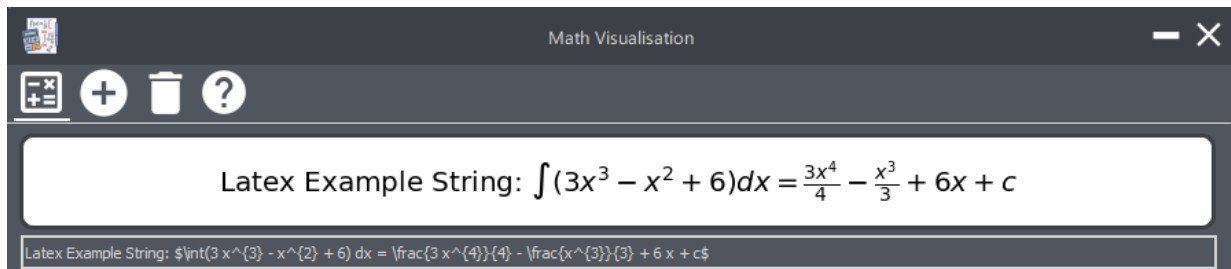 Math Visualisation
Latex Example String: ∫(3x³ − x² + 6)dx = 3x⁴/4 − x³/3 + 6x + c
Latex Example String: $\int(3 x^{3} - x^{2} + 6) dx = \frac{3 x^{4}}{4} - \frac{x^{3}}{3} + 6 x + c$